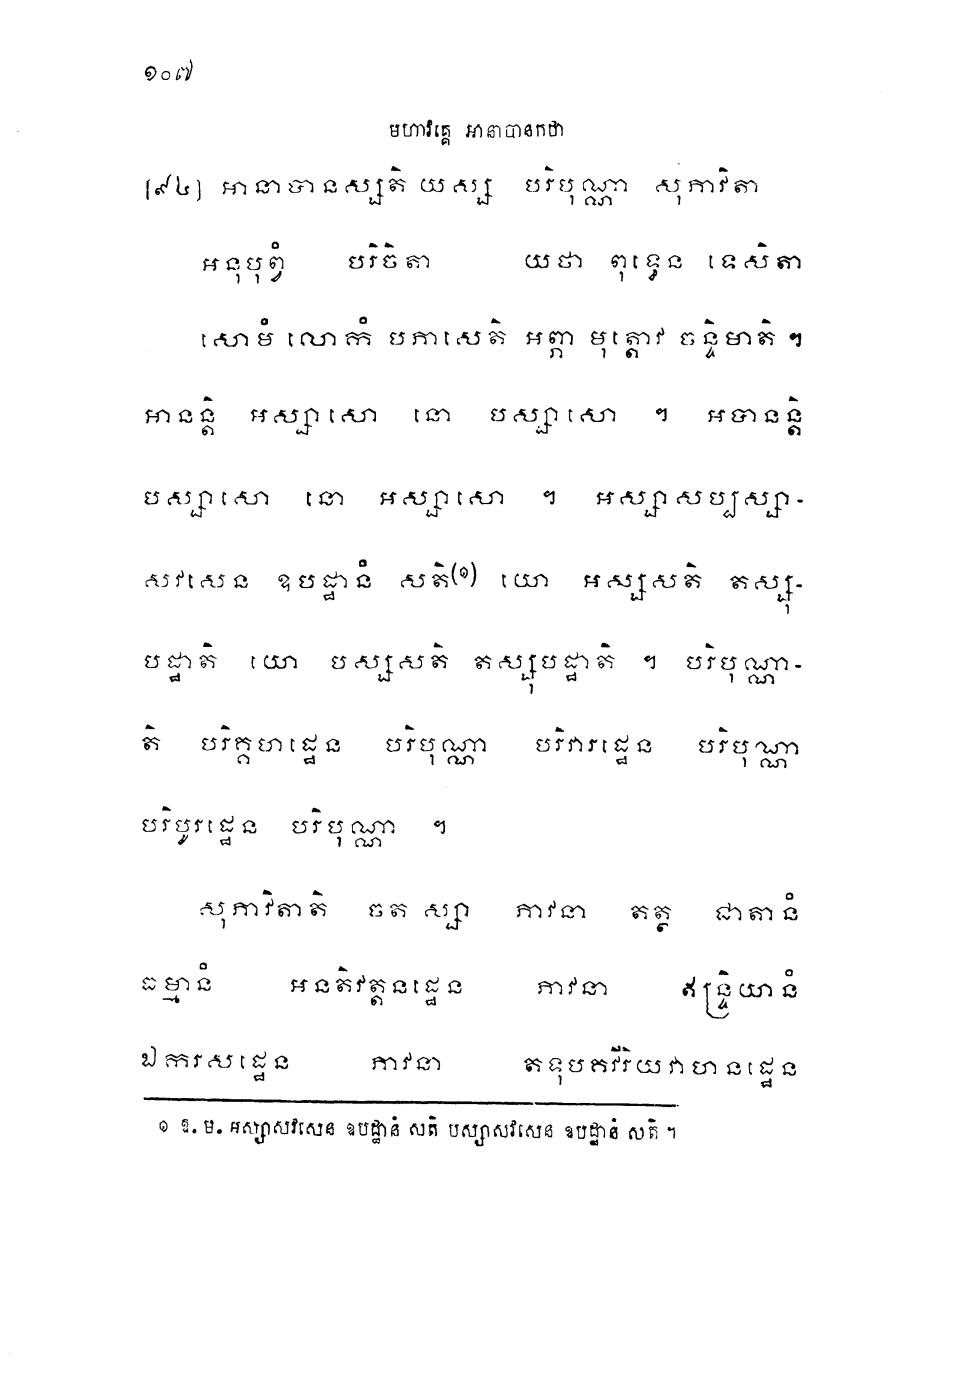 ១០៧
មហាវគ្គេ អានាបានកថា
[៩៤] អានាបានស្សតិ យស្ស បរិបុណ្ណា សុភាវិតា
អនុបុព្វំ បរិចិតា យថា ពុទ្ធេន ទេសិតា
សោមំ លោកំ បភាសេតិ អព្ភា មុត្តោវ ចន្ទិមាតិ ។
អានន្តិ អស្សាសោ នោ បស្សាសោ ។ អបានន្តិ
បស្សាសោ នោ អស្សាសោ ។ អស្សាសប្បស្សា-
សវសេន ឧបដ្ឋានំ សតិ(១) យោ អស្សសតិ តស្សុ-
បដ្ឋាតិ យោ បស្សសតិ តស្សុបដ្ឋាតិ ។ បរិបុណ្ណា-
តិ បរិគ្គហដ្ឋេន បរិបុណ្ណា បរិវារដ្ឋេន បរិបុណ្ណា
បរិបូរដ្ឋេន បរិបុណ្ណា ។
សុភាវិតាតិ ចតស្សោ ភាវនា តត្ថ ជាតានំ
ធម្មានំ អនតិវត្តនដ្ឋេន ភាវនា ឥន្ទ្រិយានំ
ឯករសដ្ឋេន ភាវនា តទុបគវីរិយវាហនដ្ឋេន
១ ឱ. ម. អស្សាសវសេន ឧបដ្ឋានំ សតិ បស្សាសវសេន ឧបដ្ឋានំ សតិ ។